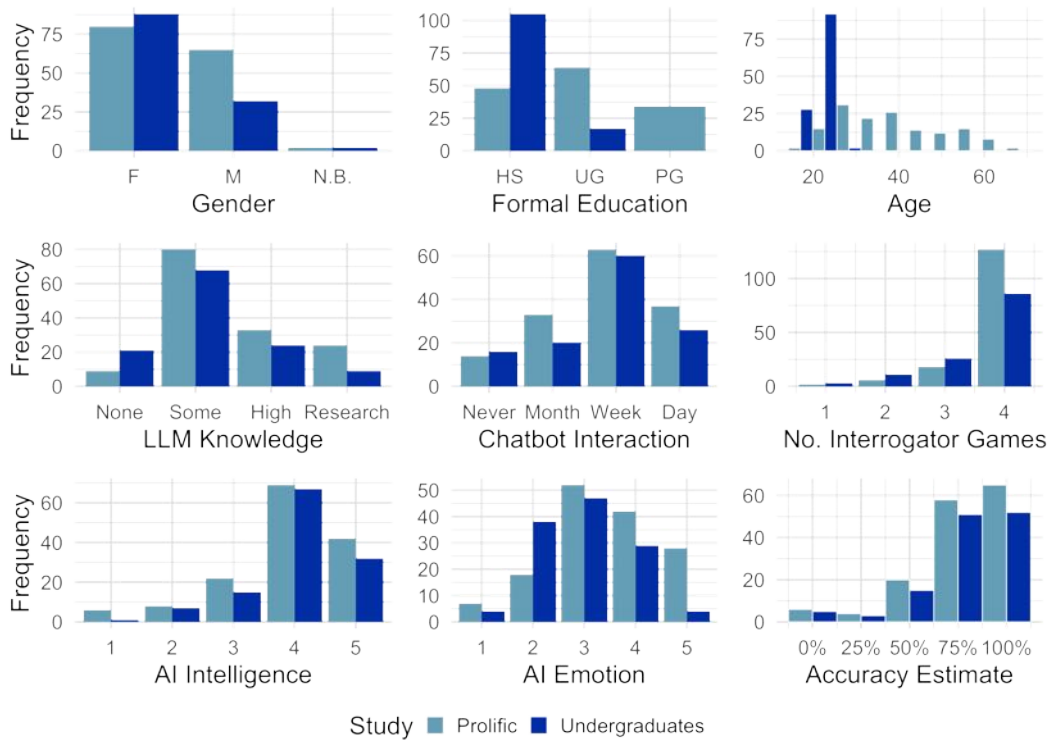 Frequency
75
50
25
0
F M N.B.
Gender
100
75
50
25
0
HS UG PG
Formal Education
75
50
25
0
20 40 60
Age
Frequency
80
60
40
20
0
None Some High Research
LLM Knowledge
60
40
20
0
Never Month Week Day
Chatbot Interaction
100
50
0
1 2 3 4
No. Interrogator Games
Frequency
60
40
20
0
1 2 3 4 5
AI Intelligence
50
40
30
20
10
0
1 2 3 4 5
AI Emotion
60
40
20
0
0% 25% 50% 75% 100%
Accuracy Estimate
Study Prolific Undergraduates